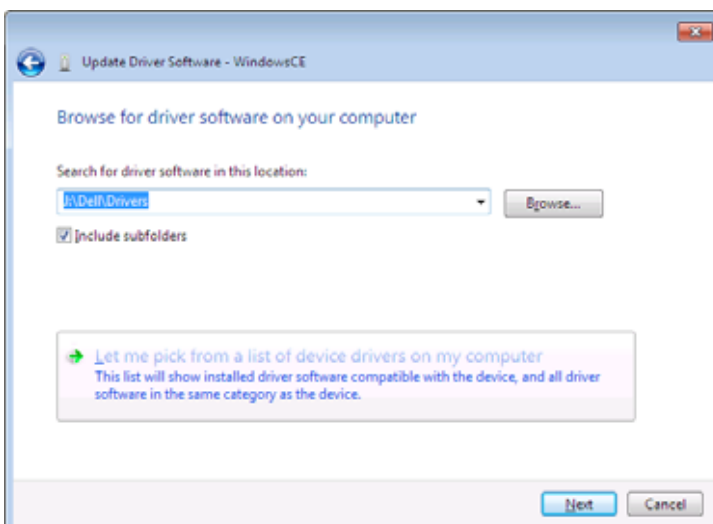 Update Driver Software - WindowsCE
Browse for driver software on your computer
Search for driver software in this location:
J:\Dell\Drivers
Browse...
Include subfolders
Let me pick from a list of device drivers on my computer
This list will show installed driver software compatible with the device, and all driver
software in the same category as the device.
Next
Cancel